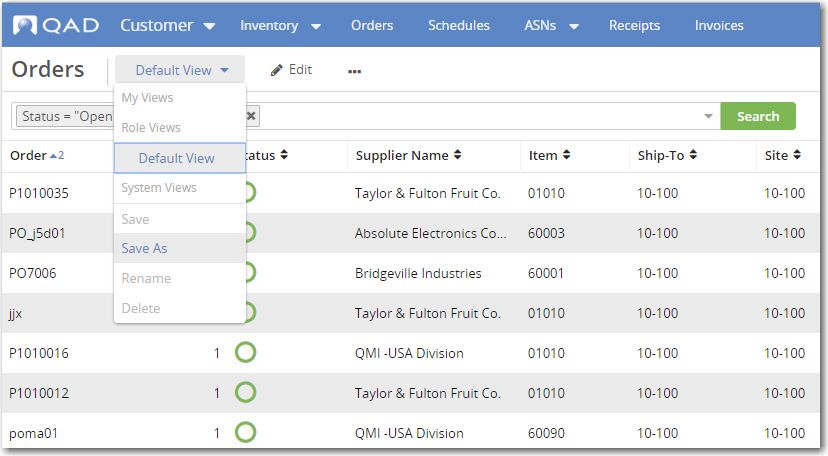 QAD Customer Inventory Orders Schedules ASNs Receipts Invoices
Orders Default View Edit ...
My Views
Status = "Open Search
Role Views
Order 2 tatus Supplier Name Item Ship-To Site
Default View
System Views
P1010035 Taylor & Fulton Fruit Co. 01010 10-100 10-100
Save
PO_j5d01 Absolute Electronics Co... 60003 10-100 10-100
Save As
PO7006 Bridgeville Industries 60001 10-100 10-100
Rename
Delete
jjx Taylor & Fulton Fruit Co. 01010 10-100 10-100
P1010016 1 QMI -USA Division 01010 10-100 10-100
P1010012 1 Taylor & Fulton Fruit Co. 01010 10-100 10-100
poma01 1 QMI -USA Division 60090 10-100 10-100